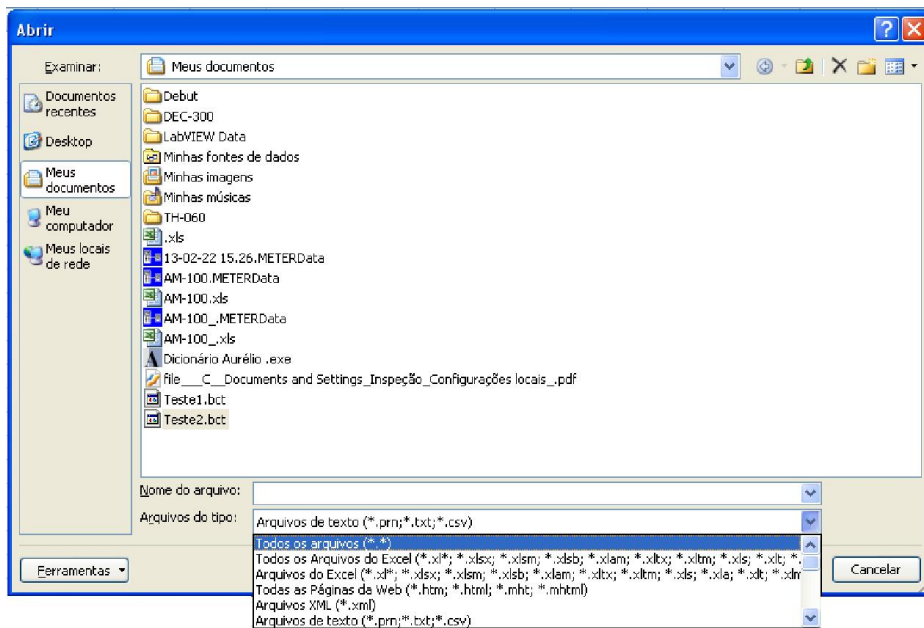 Abrir
Examinar:
Meus documentos
Documentos
recentes
Desktop
Meus
documentos
Meu
computador
Meus locais
de rede
Debut
DEC-300
LabVIEW Data
Minhas fontes de dados
Minhas imagens
Minhas músicas
TH-060
.xls
13-02-22 15.26.METERData
AM-100.METERData
AM-100.xls
AM-100_.METERData
AM-100_.xls
Dicionário Aurélio .exe
file___C__Documents and Settings_Inspeção_Configurações locais_.pdf
Teste1.bct
Teste2.bct
Nome do arquivo:
Arquivos do tipo:
Arquivos de texto (*.prn;*.txt;*.csv)
Todos os arquivos (*.*)
Todos os Arquivos do Excel (*.xl*; *.xlsx; *.xlsm; *.xlsb; *.xlam; *.xltx; *.xltm; *.xls; *.xlt; *.
Arquivos do Excel (*.xl*; *.xlsx; *.xlsm; *.xlsb; *.xlam; *.xltx; *.xltm; *.xls; *.xla; *.xlt; *.xlm
Todas as Páginas da Web (*.htm; *.html; *.mht; *.mhtml)
Arquivos XML (*.xml)
Arquivos de texto (*.prn;*.txt;*.csv)
Ferramentas
Cancelar